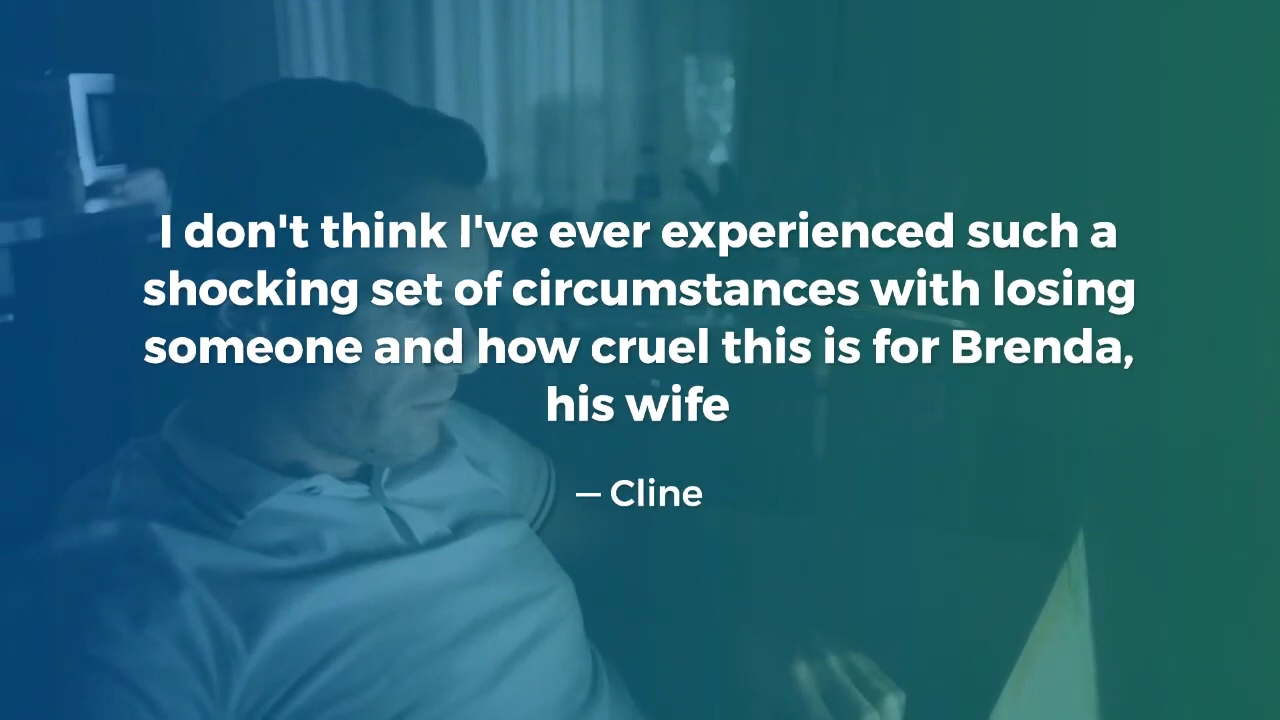 I don't think I've ever experienced such a
shocking set of circumstances with losing
someone and how cruel this is for Brenda,
his wife
— Cline